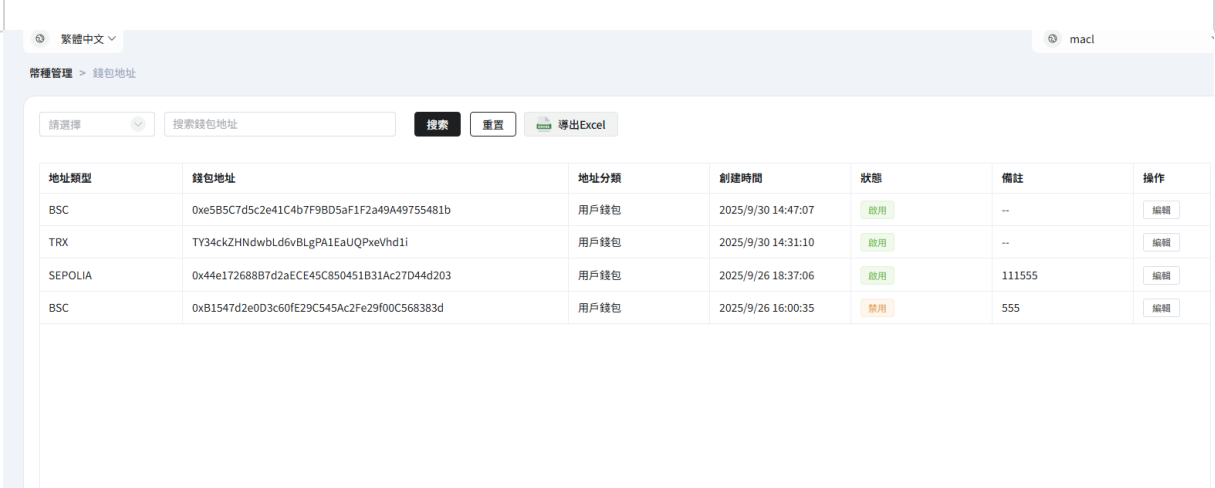 繁體中文 macl
幣種管理 > 錢包地址
請選擇 搜索錢包地址 搜索 重置 導出Excel
地址類型 錢包地址 地址分類 創建時間 狀態 備註 操作
BSC 0xe5B5C7d5c2e41C4b7F9BD5aF1F2a49A49755481b 用戶錢包 2025/9/30 14:47:07 啟用 -- 編輯
TRX TY34ckZHNdwbLd6vBLgPA1EaUQPxeVhd1i 用戶錢包 2025/9/30 14:31:10 啟用 -- 編輯
SEPOLIA 0x44e172688B7d2aECE45C850451B31Ac27D44d203 用戶錢包 2025/9/26 18:37:06 啟用 111555 編輯
BSC 0xB1547d2e0D3c60fE29C545Ac2Fe29f00C568383d 用戶錢包 2025/9/26 16:00:35 禁用 555 編輯